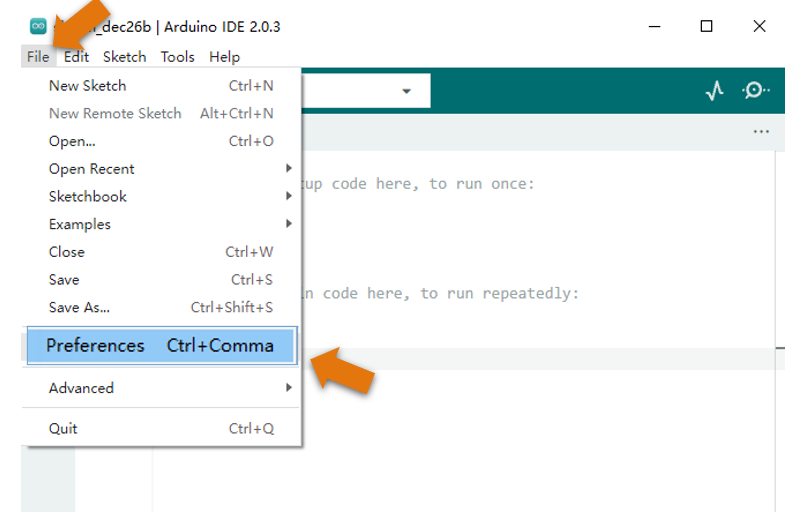 _dec26b | Arduino IDE 2.0.3
File Edit Sketch Tools Help
New Sketch Ctrl+N
New Remote Sketch Alt+Ctrl+N
Open... Ctrl+O
Open Recent
Sketchbook
Examples
Close Ctrl+W
Save Ctrl+S
Save As... Ctrl+Shift+S
Preferences Ctrl+Comma
Advanced
Quit Ctrl+Q
up code here, to run once:
code here, to run repeatedly: